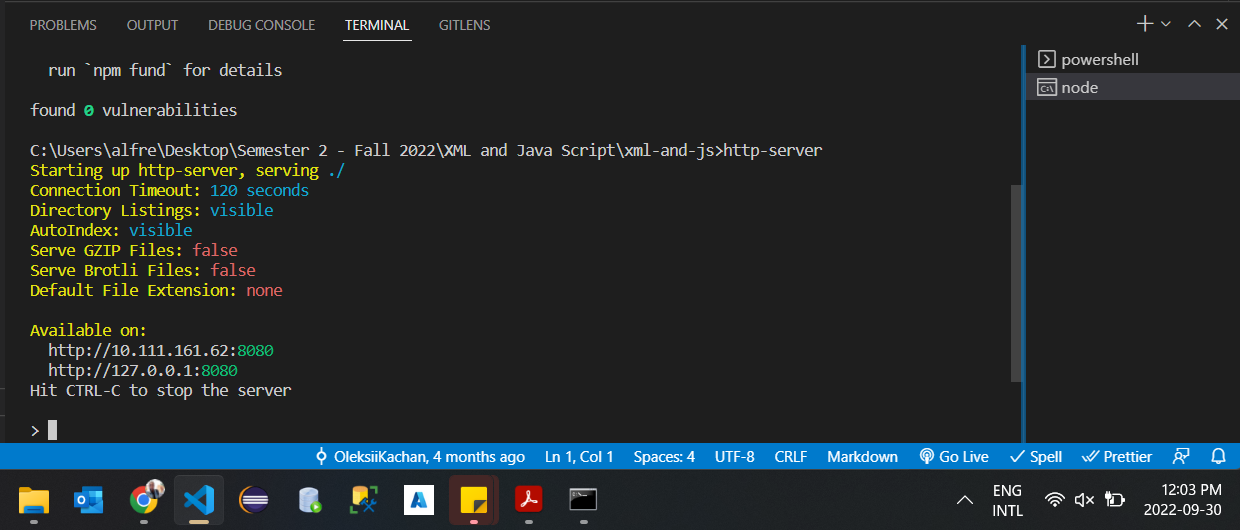 PROBLEMS OUTPUT DEBUG CONSOLE TERMINAL GITLENS
powershell
node
run `npm fund` for details
found 0 vulnerabilities
C:\Users\alfre\Desktop\Semester 2 - Fall 2022\XML and Java Script\xml-and-js>http-server
Starting up http-server, serving ./
Connection Timeout: 120 seconds
Directory Listings: visible
AutoIndex: visible
Serve GZIP Files: false
Serve Brotli Files: false
Default File Extension: none
Available on:
http://10.111.161.62:8080
http://127.0.0.1:8080
Hit CTRL-C to stop the server
>
OleksiiKachan, 4 months ago Ln 1, Col 1 Spaces: 4 UTF-8 CRLF Markdown Go Live Spell Prettier
ENG
INTL
12:03 PM
2022-09-30